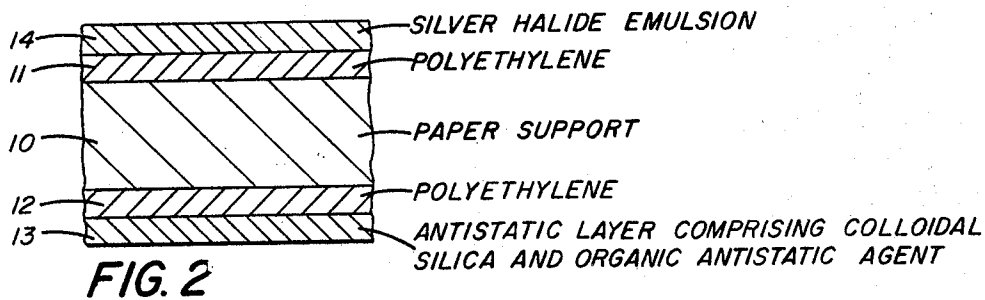 14 SILVER HALIDE EMULSION
11 POLYETHYLENE
10 PAPER SUPPORT
12 POLYETHYLENE
13 ANTISTATIC LAYER COMPRISING COLLOIDAL
SILICA AND ORGANIC ANTISTATIC AGENT
FIG. 2